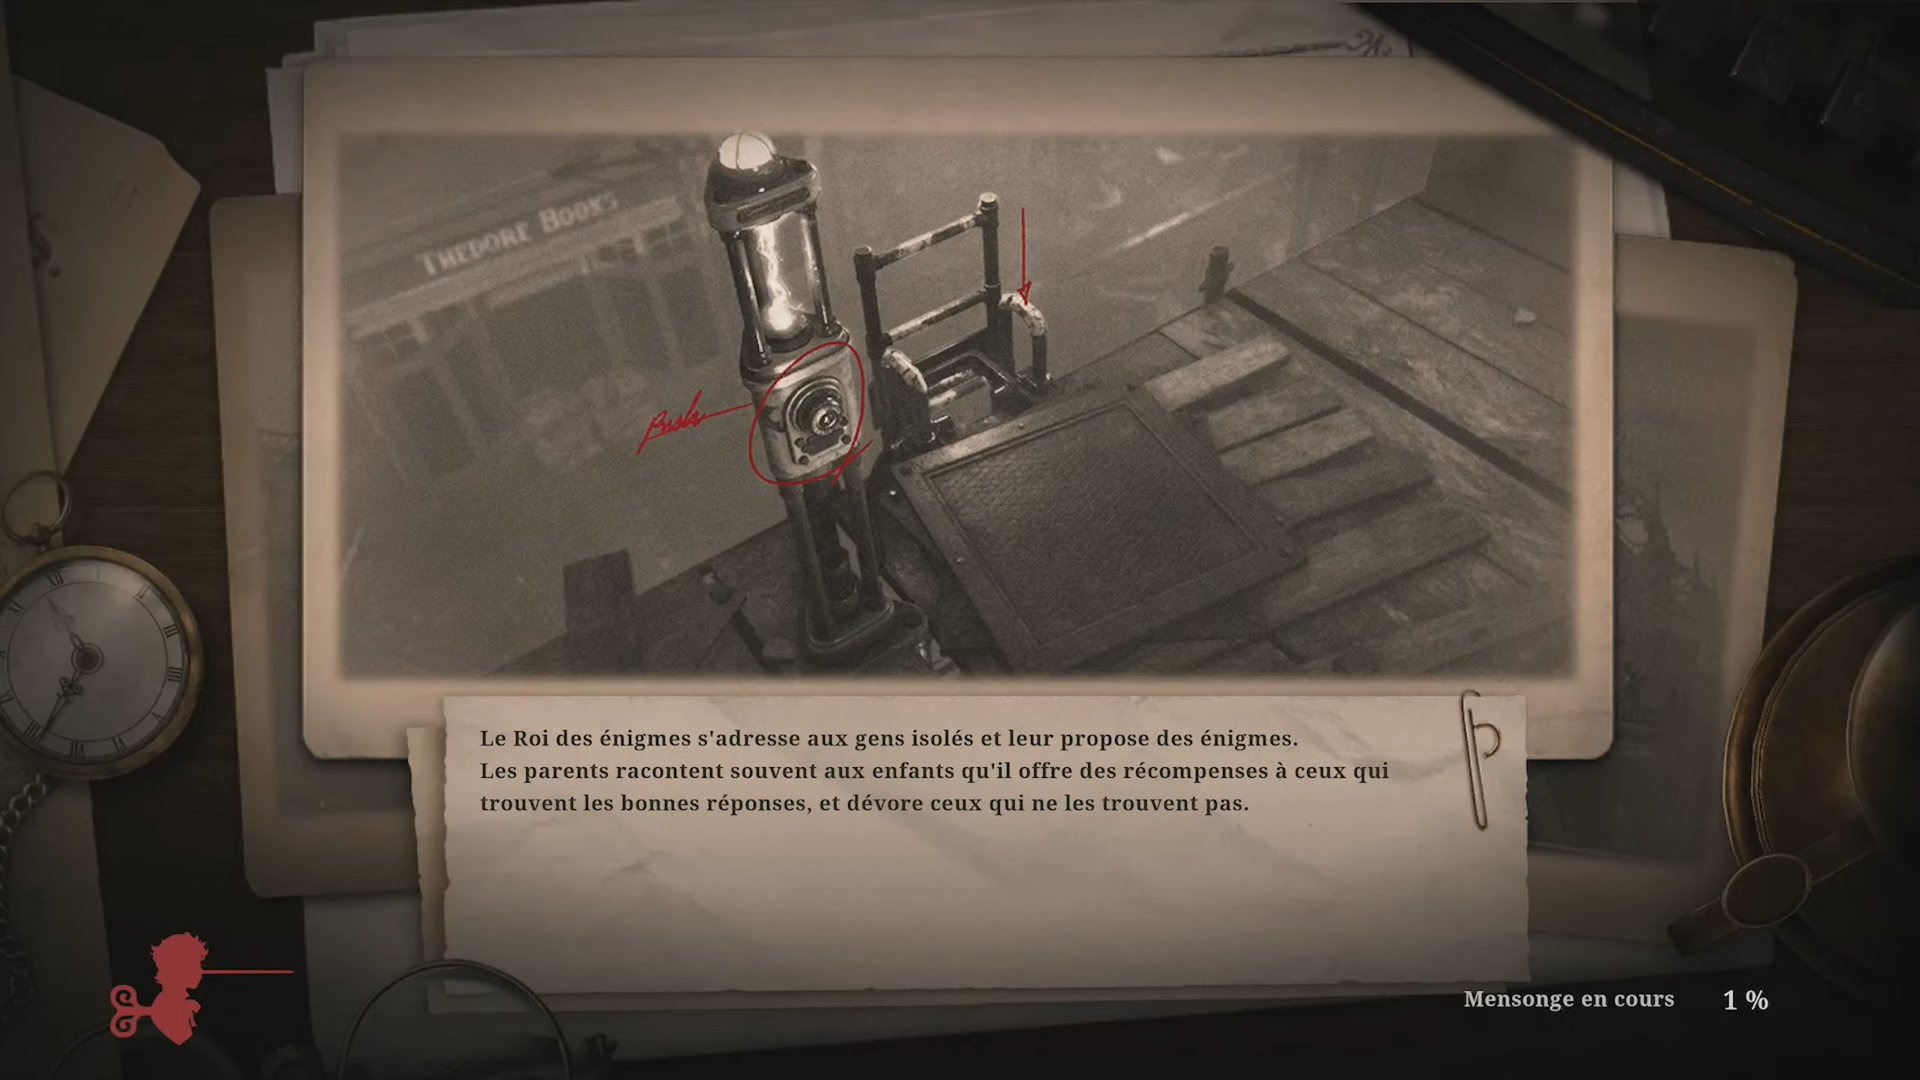 THEDORE BOOKS
Push
Le Roi des énigmes s'adresse aux gens isolés et leur propose des énigmes.
Les parents racontent souvent aux enfants qu'il offre des récompenses à ceux qui
trouvent les bonnes réponses, et dévore ceux qui ne les trouvent pas.
Mensonge en cours 1 %